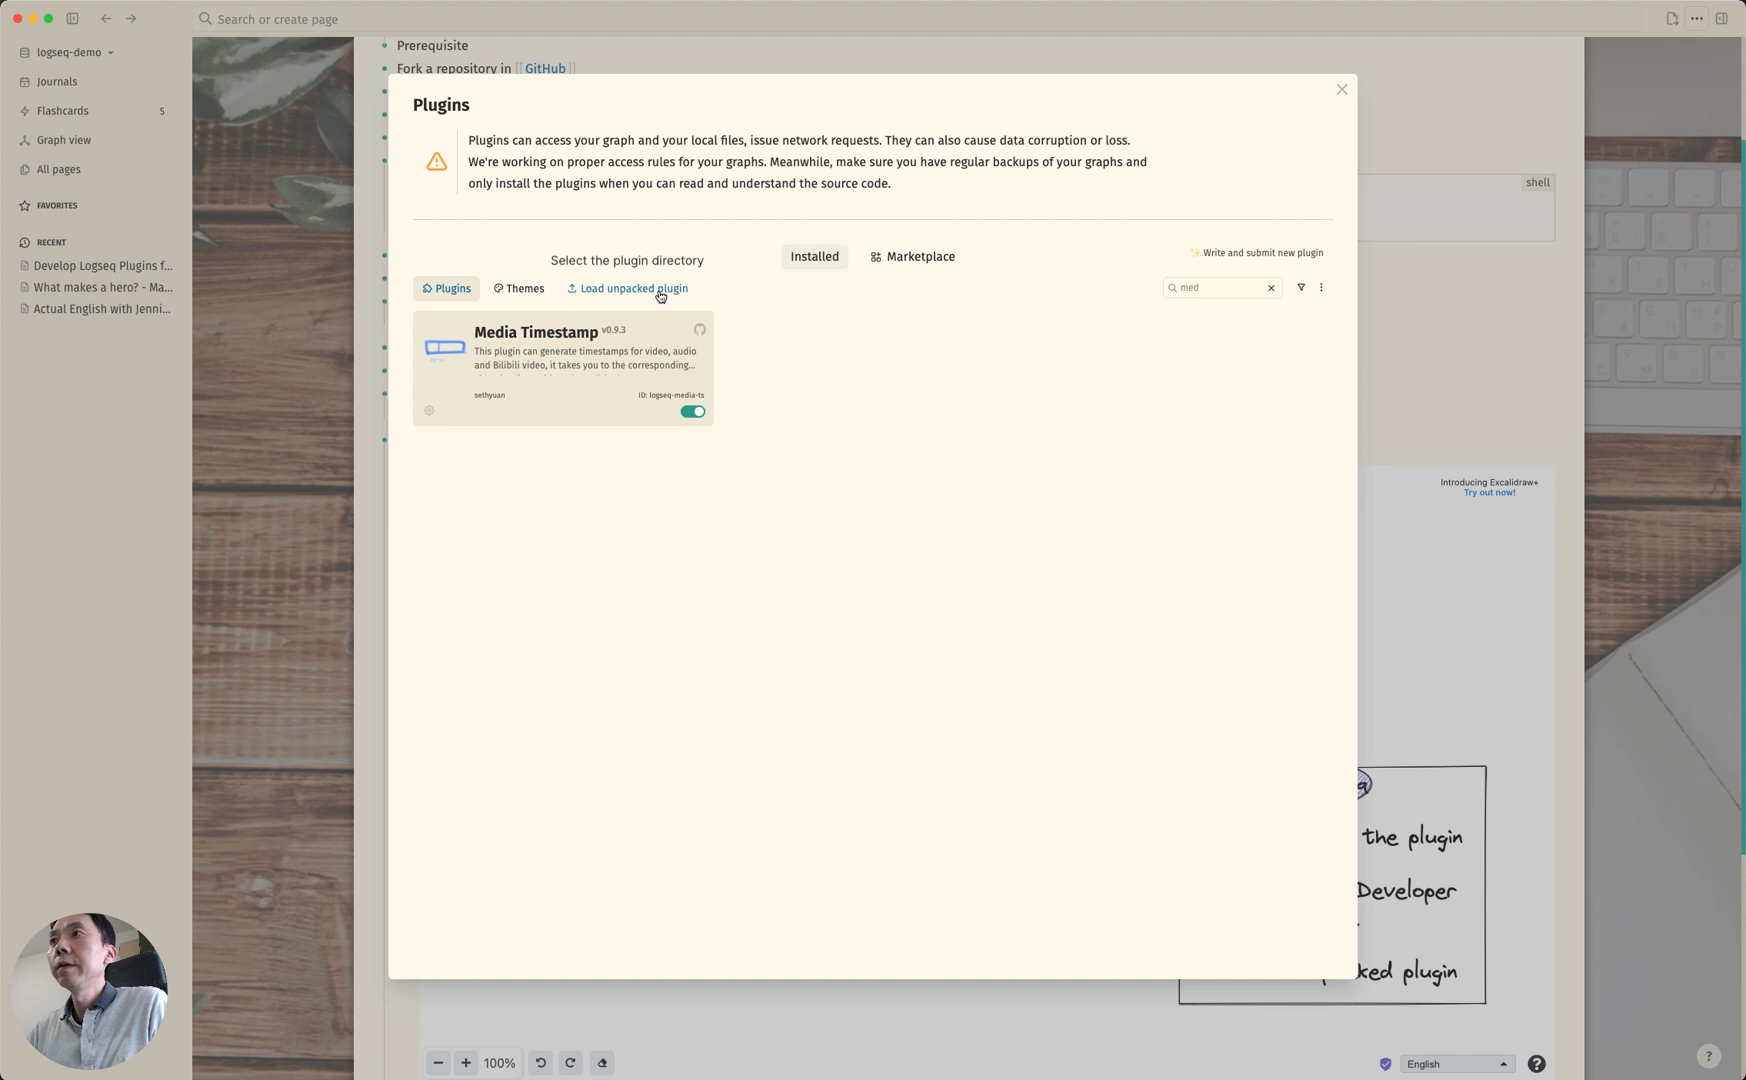 Search or create page
logseq-demo
Journals
Flashcards 5
Graph view
All pages
FAVORITES
RECENT
Develop Logseq Plugins f...
What makes a hero? - Ma...
Actual English with Jenni...
Prerequisite
Fork a repository in [[ GitHub ]]
shell
Plugins
Plugins can access your graph and your local files, issue network requests. They can also cause data corruption or loss.
We're working on proper access rules for your graphs. Meanwhile, make sure you have regular backups of your graphs and
only install the plugins when you can read and understand the source code.
Select the plugin directory
Installed
Marketplace
✨ Write and submit new plugin
Plugins
Themes
Load unpacked plugin
med
Media Timestamp v0.9.3
This plugin can generate timestamps for video, audio
and Bilibili video, it takes you to the corresponding...
sethyuan
ID: logseq-media-ts
Introducing Excalidraw+
Try out now!
the plugin
Developer
ked plugin
100%
English
?
?